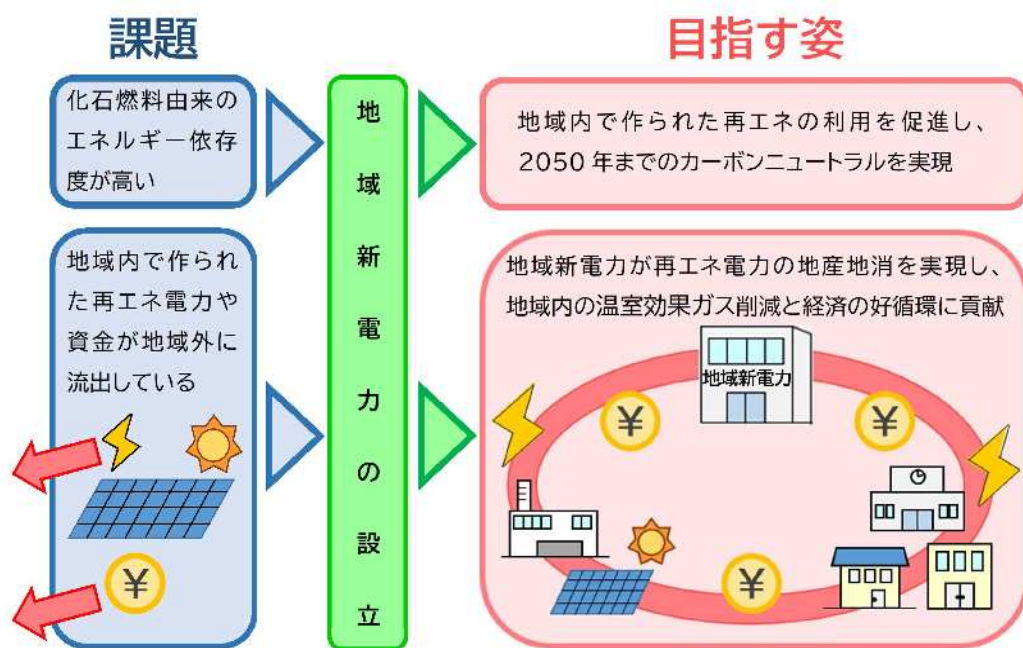 課題
目指す姿
化石燃料由来の
エネルギー依存
度が高い
地域新電力の設立
地域内で作られた再エネの利用を促進し、
2050年までのカーボンニュートラルを実現
地域内で作られ
た再エネ電力や
資金が地域外に
流出している
地域新電力が再エネ電力の地産地消を実現し、
地域内の温室効果ガス削減と経済の好循環に貢献
地域新電力
¥
¥
¥
¥